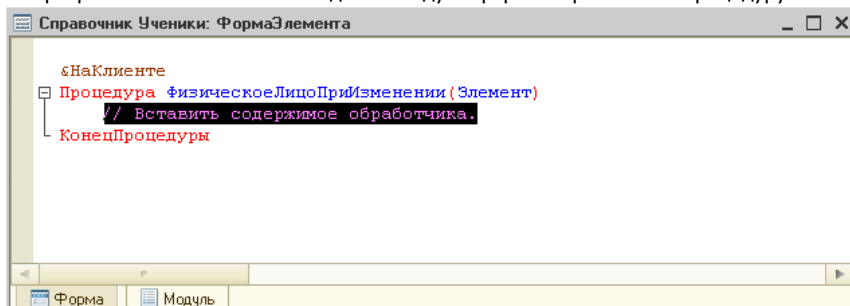 Справочник Ученики: ФормаЭлемента
&НаКлиенте
Процедура ФизическоеЛицоПриИзменении(Элемент)
// Вставить содержимое обработчика.
КонецПроцедуры
Форма Модуль